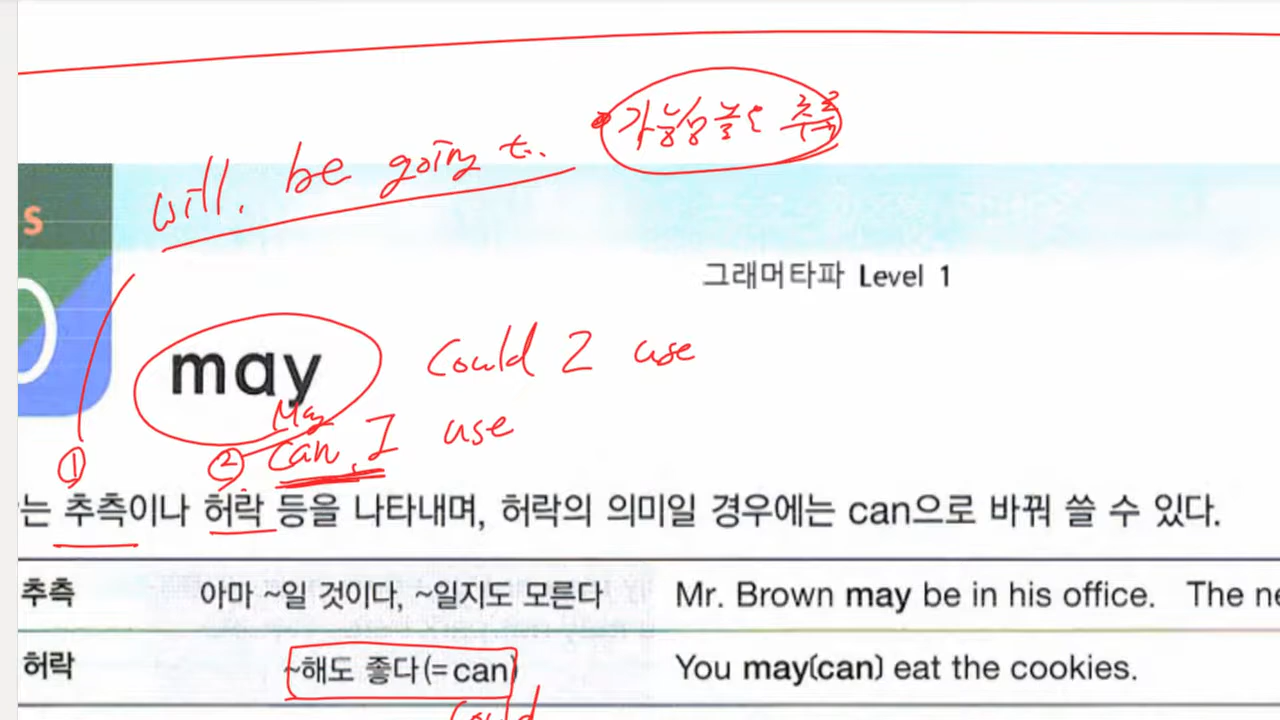 가능성 높은 추측
will. be going to.
S
그래머타파 Level 1
may
Could I use
May
② Can I use
①
는 추측이나 허락 등을 나타내며, 허락의 의미일 경우에는 can으로 바꿔 쓸 수 있다.
추측 아마 ~일 것이다, ~일지도 모른다 Mr. Brown may be in his office. The ne
허락 ~해도 좋다(=can) You may(can) eat the cookies.
could